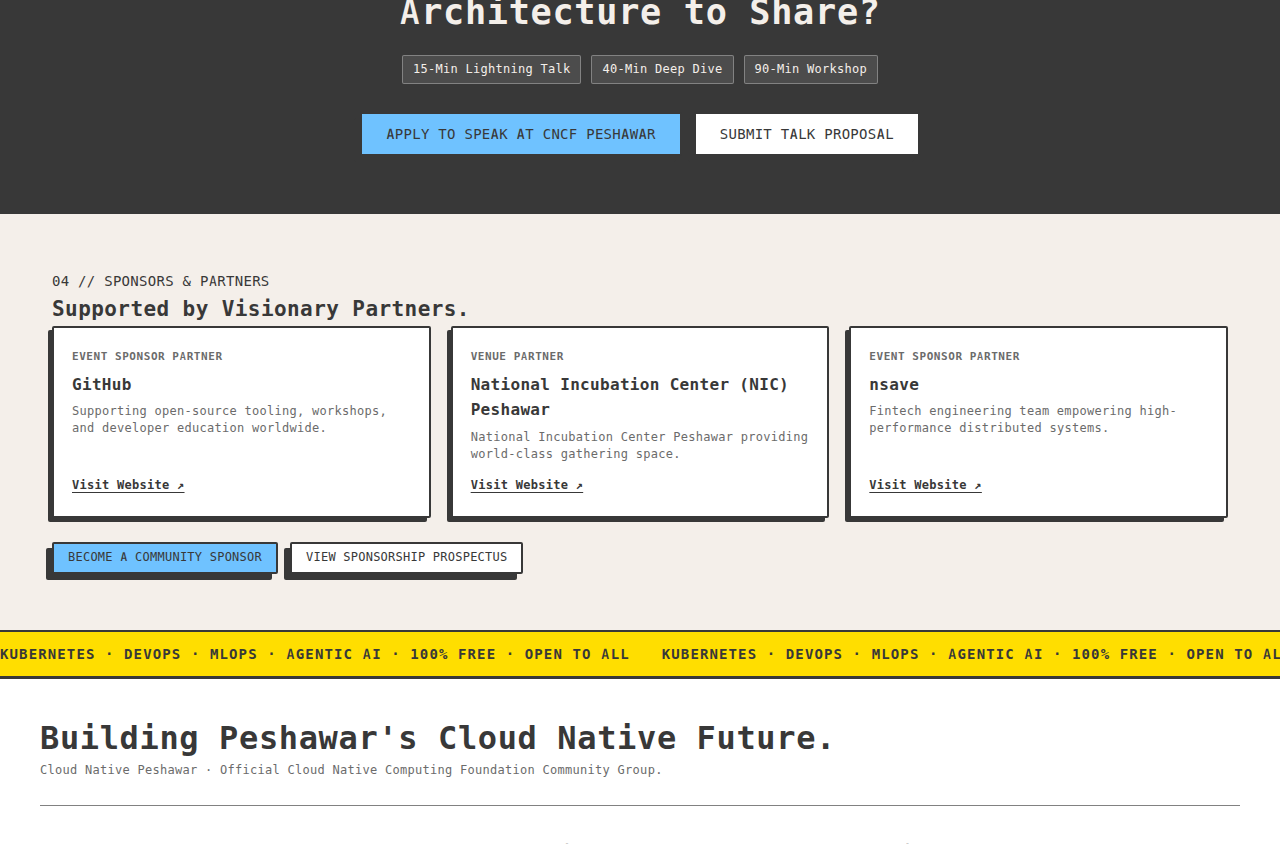 Architecture to Share?
15-Min Lightning Talk
40-Min Deep Dive
90-Min Workshop
APPLY TO SPEAK AT CNCF PESHAWAR
SUBMIT TALK PROPOSAL
04 // SPONSORS & PARTNERS
Supported by Visionary Partners.
EVENT SPONSOR PARTNER
GitHub
Supporting open-source tooling, workshops,
and developer education worldwide.
Visit Website ↗
VENUE PARTNER
National Incubation Center (NIC)
Peshawar
National Incubation Center Peshawar providing
world-class gathering space.
Visit Website ↗
EVENT SPONSOR PARTNER
nsave
Fintech engineering team empowering high-
performance distributed systems.
Visit Website ↗
BECOME A COMMUNITY SPONSOR
VIEW SPONSORSHIP PROSPECTUS
KUBERNETES · DEVOPS · MLOPS · AGENTIC AI · 100% FREE · OPEN TO ALL KUBERNETES · DEVOPS · MLOPS · AGENTIC AI · 100% FREE · OPEN TO AL
Building Peshawar's Cloud Native Future.
Cloud Native Peshawar · Official Cloud Native Computing Foundation Community Group.